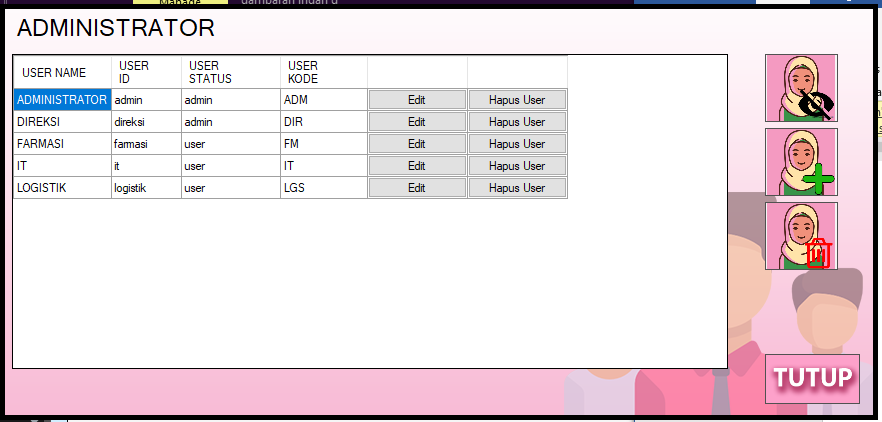 Manage
gambaran indah d
ADMINISTRATOR
USER NAME USER ID USER STATUS USER KODE
ADMINISTRATOR admin admin ADM Edit Hapus User
DIREKSI direksi admin DIR Edit Hapus User
FARMASI farmasi user FM Edit Hapus User
IT it user IT Edit Hapus User
LOGISTIK logistik user LGS Edit Hapus User
TUTUP